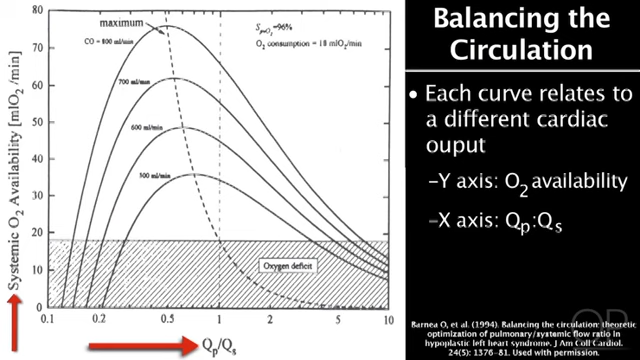 Balancing the
Circulation
• Each curve relates to
a different cardiac
ouput
–Y axis: O2 availability
–X axis: Qp:Qs
Barnea O, et al. (1994). Balancing the circulation: theoretic
optimization of pulmonary/systemic flow ratio in
hypoplastic left heart syndrome. J Am Coll Cardiol.
24(5): 1376-81. Used with permission.
maximum
CO = 800 ml/min
700 ml/min
600 ml/min
500 ml/min
SpvO2=96%
O2 consumption = 18 mlO2/min
Oxygen deficit
Systemic O2 Availability [mlO2/min]
80
70
60
50
40
30
20
10
0
0.1
0.2
0.5
1
2
5
10
Qp/Qs